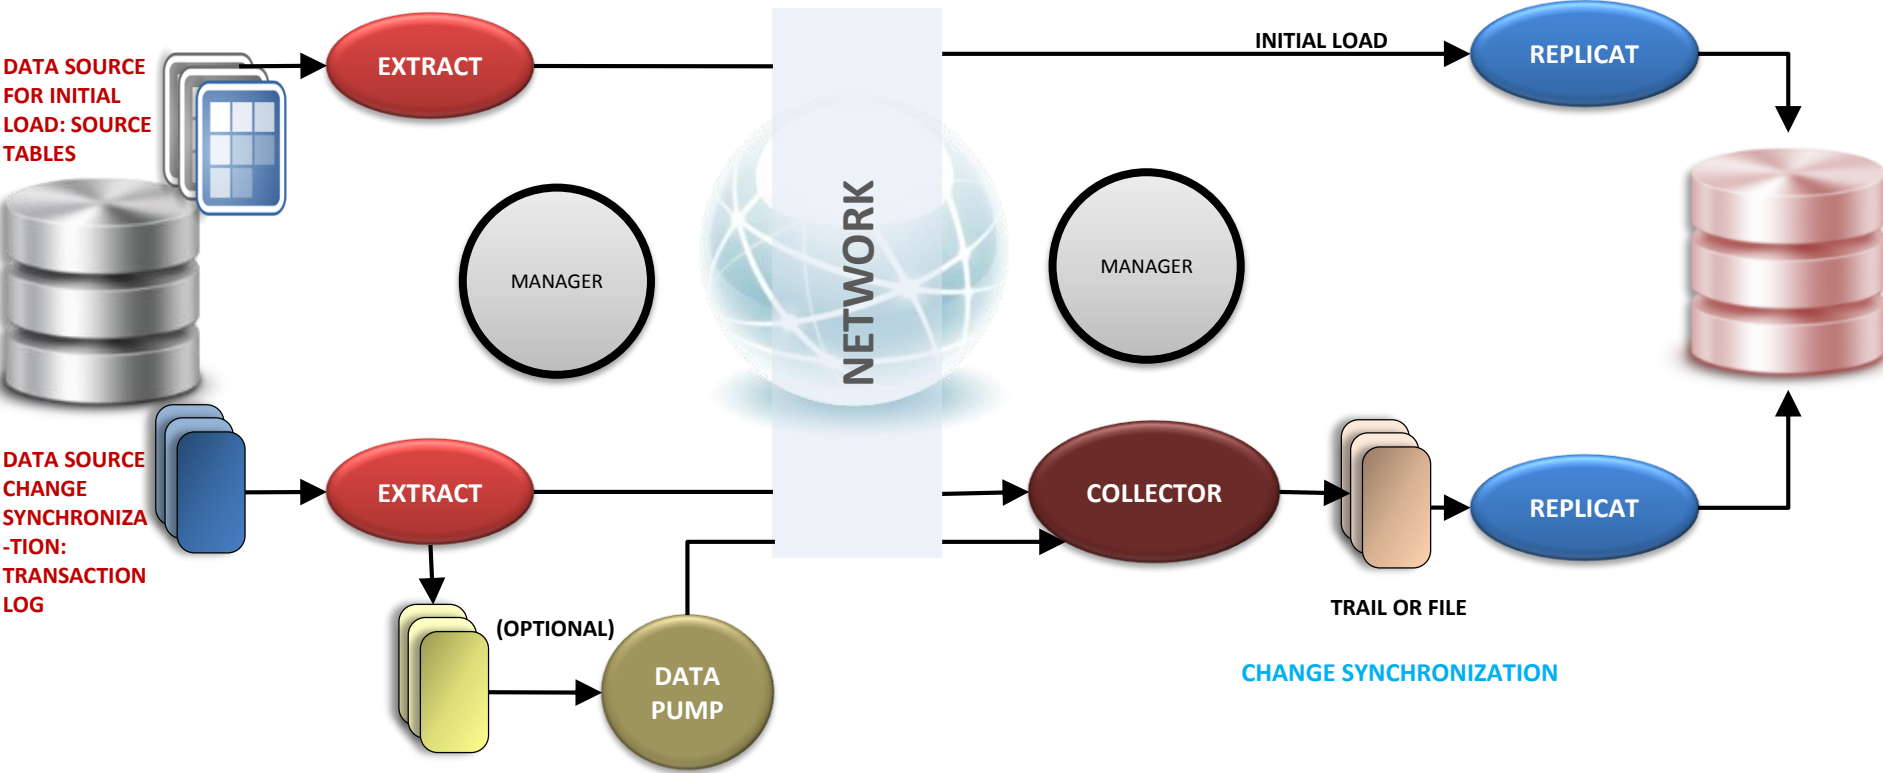 DATA SOURCE
FOR INITIAL
LOAD: SOURCE
TABLES
EXTRACT
INITIAL LOAD
REPLICAT
MANAGER
NETWORK
MANAGER
DATA SOURCE
CHANGE
SYNCHRONIZA
-TION:
TRANSACTION
LOG
EXTRACT
COLLECTOR
REPLICAT
TRAIL OR FILE
(OPTIONAL)
DATA
PUMP
CHANGE SYNCHRONIZATION